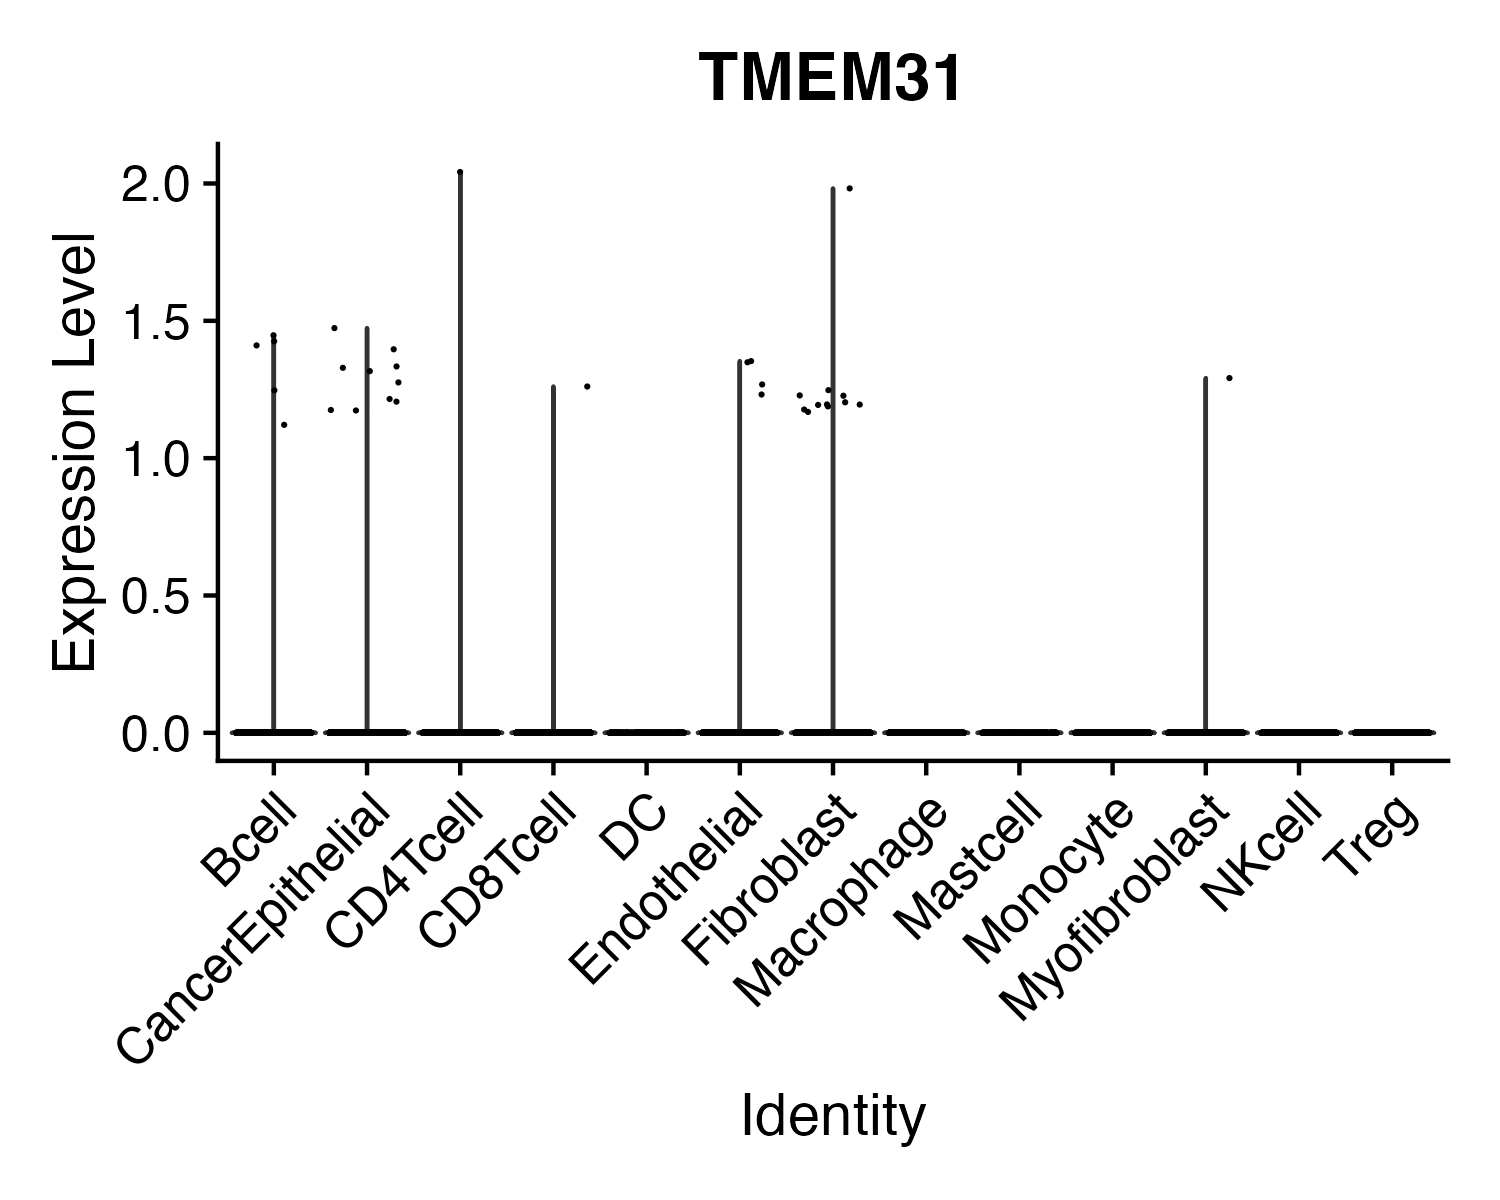 TMEM31
Expression Level
2.0
1.5
1.0
0.5
0.0
Bcell
CancerEpithelial
CD4Tcell
CD8Tcell
DC
Endothelial
Fibroblast
Macrophage
Mastcell
Monocyte
Myofibroblast
NKcell
Treg
Identity